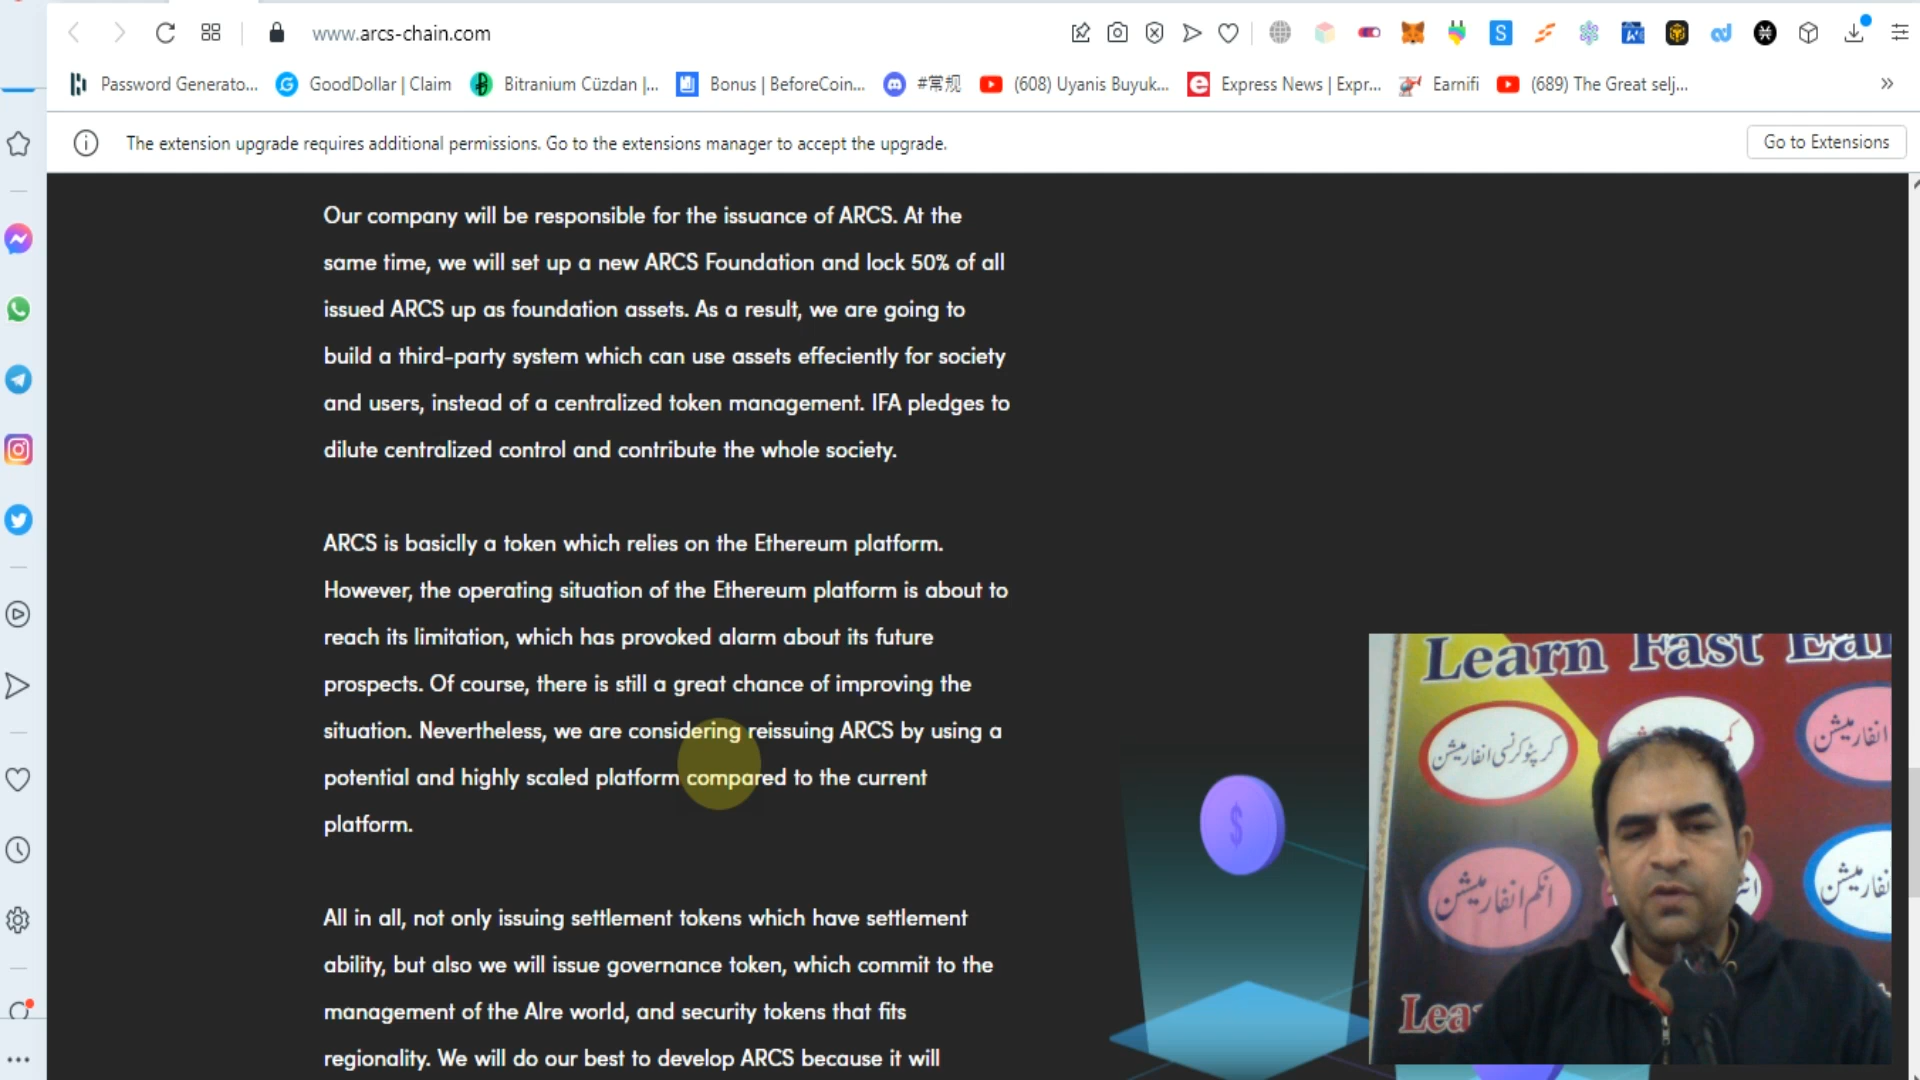 www.arcs-chain.com
Password Generato...
GoodDollar | Claim
Bitranium Cüzdan |...
Bonus | BeforeCoin...
#常规
(608) Uyanis Buyuk...
Express News | Expr...
Earnifi
(689) The Great selj...
The extension upgrade requires additional permissions. Go to the extensions manager to accept the upgrade.
Go to Extensions
Our company will be responsible for the issuance of ARCS. At the
same time, we will set up a new ARCS Foundation and lock 50% of all
issued ARCS up as foundation assets. As a result, we are going to
build a third-party system which can use assets effeciently for society
and users, instead of a centralized token management. IFA pledges to
dilute centralized control and contribute the whole society.
ARCS is basiclly a token which relies on the Ethereum platform.
However, the operating situation of the Ethereum platform is about to
reach its limitation, which has provoked alarm about its future
prospects. Of course, there is still a great chance of improving the
situation. Nevertheless, we are considering reissuing ARCS by using a
potential and highly scaled platform compared to the current
platform.
All in all, not only issuing settlement tokens which have settlement
ability, but also we will issue governance token, which commit to the
management of the AIre world, and security tokens that fits
regionality. We will do our best to develop ARCS because it will
Learn Fast Ear
کرپٹوکرنسی انفارمیشن
انفارمیشن
انکم انفارمیشن
Lea